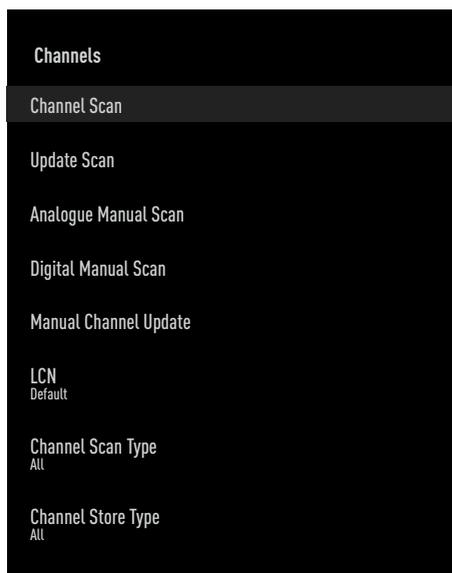 Channels
Channel Scan
Update Scan
Analogue Manual Scan
Digital Manual Scan
Manual Channel Update
LCN
Default
Channel Scan Type
All
Channel Store Type
All